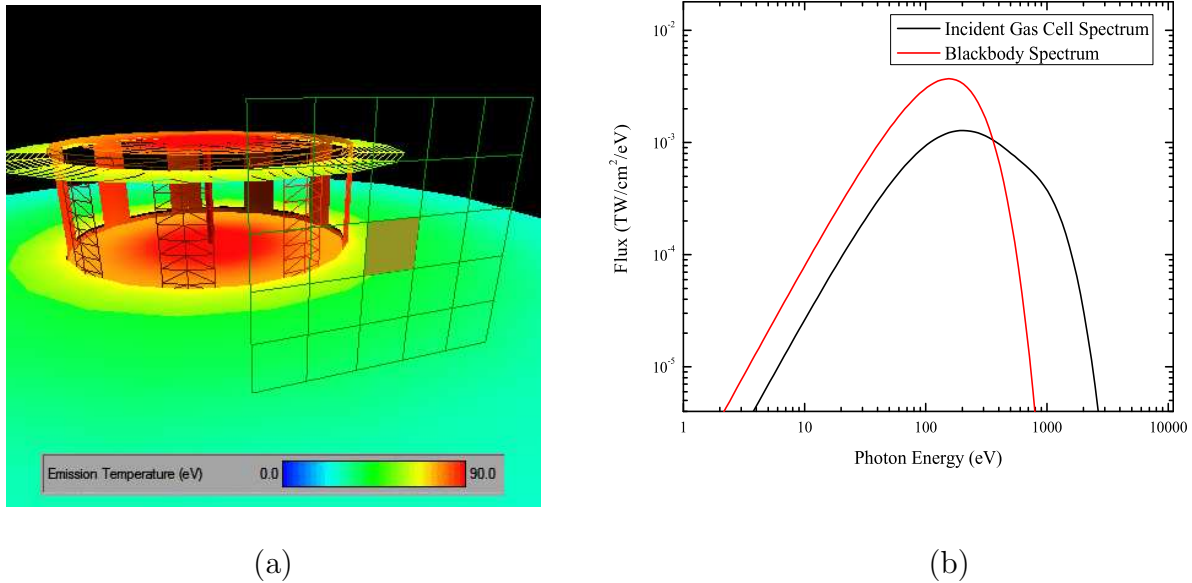 Emission Temperature (eV) 0.0 90.0
(a)
Incident Gas Cell Spectrum
Blackbody Spectrum
10^-2
10^-3
10^-4
10^-5
Flux (TW/cm^2/eV)
1 10 100 1000 10000
Photon Energy (eV)
(b)